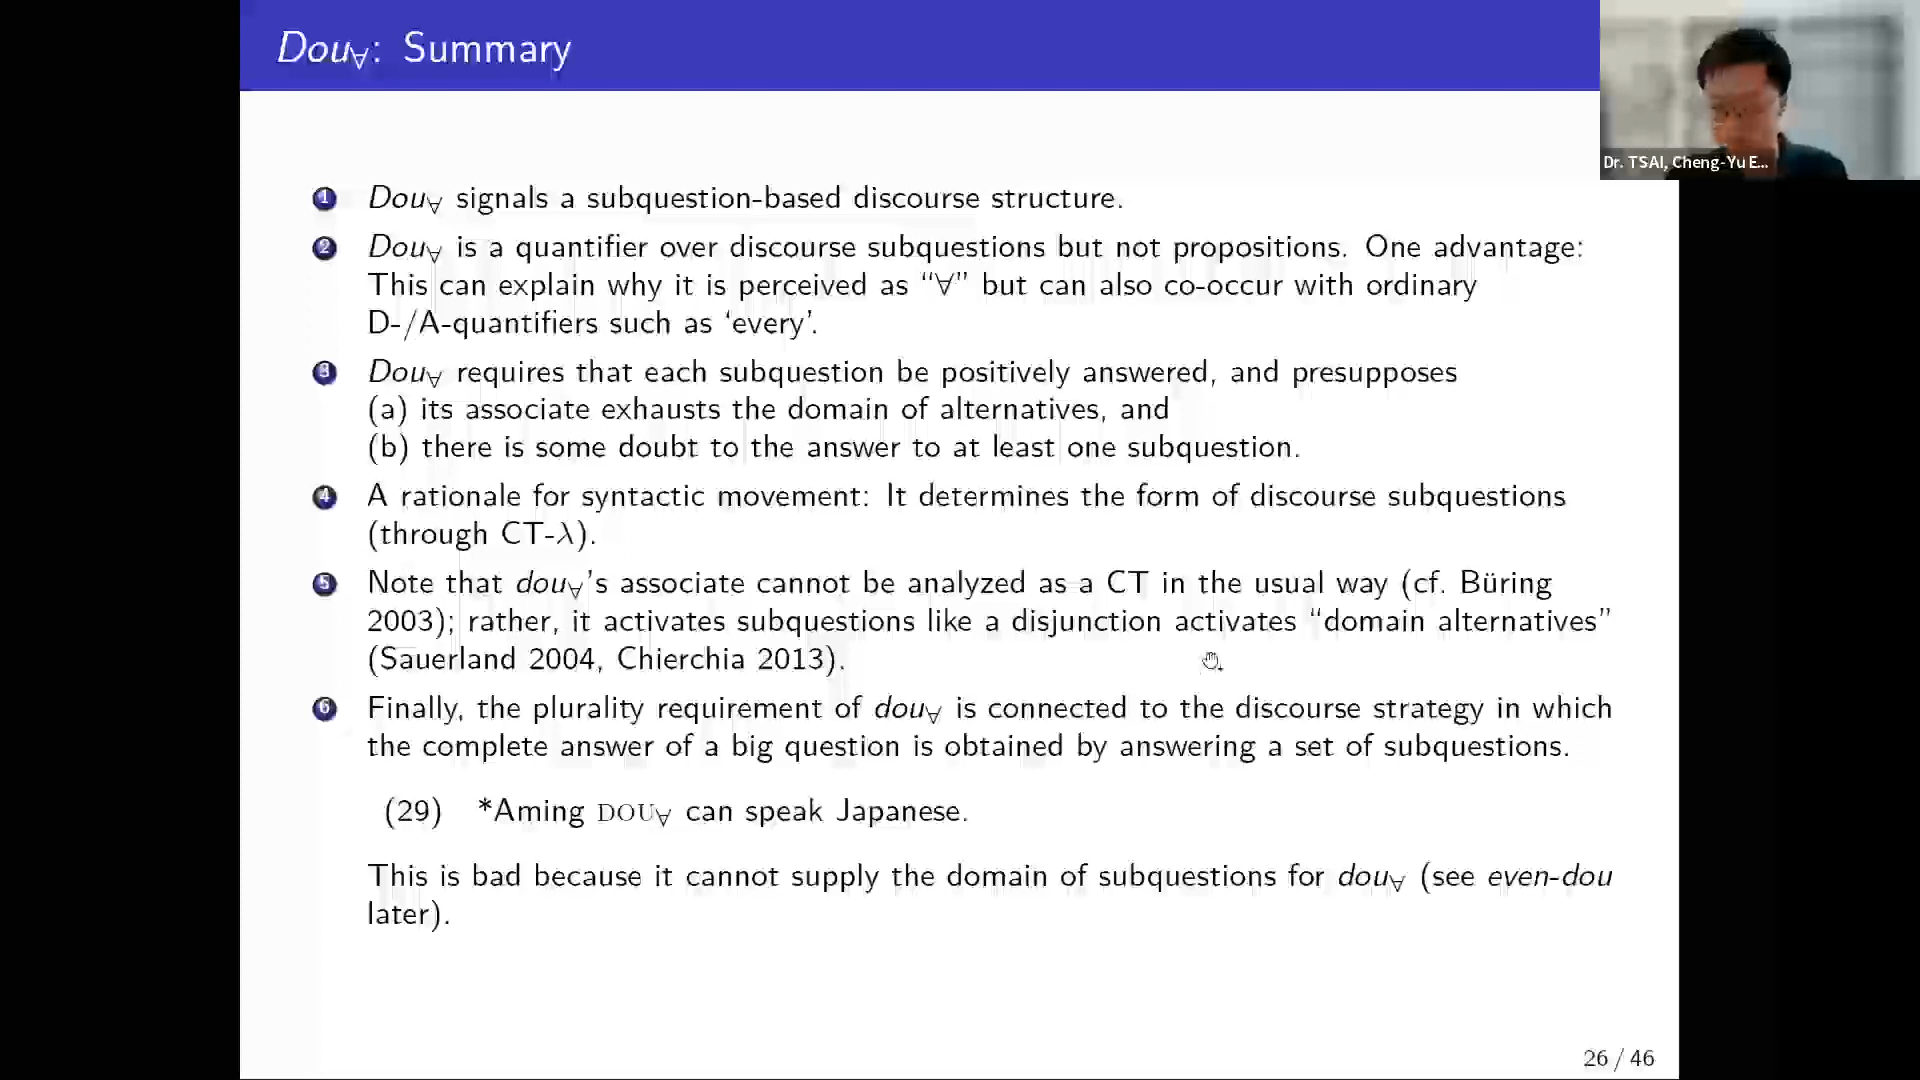 Dou∀: Summary
Dr. TSAI, Cheng-Yu E...
1 Dou∀ signals a subquestion-based discourse structure.
2 Dou∀ is a quantifier over discourse subquestions but not propositions. One advantage:
This can explain why it is perceived as “∀” but can also co-occur with ordinary
D-/A-quantifiers such as ‘every’.
3 Dou∀ requires that each subquestion be positively answered, and presupposes
(a) its associate exhausts the domain of alternatives, and
(b) there is some doubt to the answer to at least one subquestion.
4 A rationale for syntactic movement: It determines the form of discourse subquestions
(through CT-λ).
5 Note that dou∀’s associate cannot be analyzed as a CT in the usual way (cf. Büring
2003); rather, it activates subquestions like a disjunction activates “domain alternatives”
(Sauerland 2004, Chierchia 2013).
6 Finally, the plurality requirement of dou∀ is connected to the discourse strategy in which
the complete answer of a big question is obtained by answering a set of subquestions.
(29) *Aming DOU∀ can speak Japanese.
This is bad because it cannot supply the domain of subquestions for dou∀ (see even-dou
later).
26 / 46